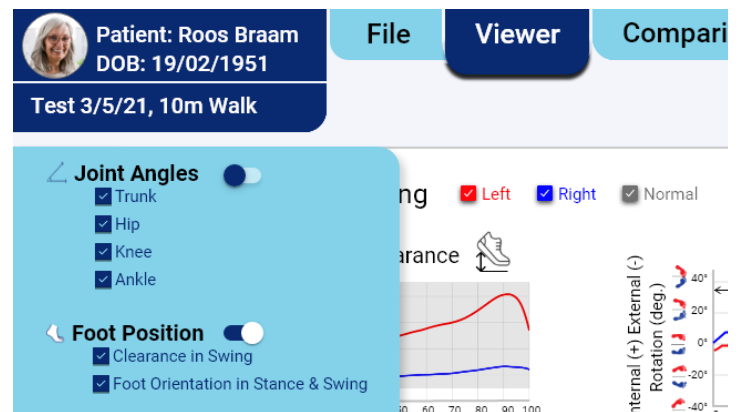 Patient: Roos Braam
DOB: 19/02/1951
Test 3/5/21, 10m Walk
File
Viewer
Compari
Joint Angles
Trunk
Hip
Knee
Ankle
Foot Position
Clearance in Swing
Foot Orientation in Stance & Swing
ng
Left
Right
Normal
arance
60 70 80 90 100
nternal (+) External (-)
Rotation (deg.)
40°
20°
0°
-20°
-40°